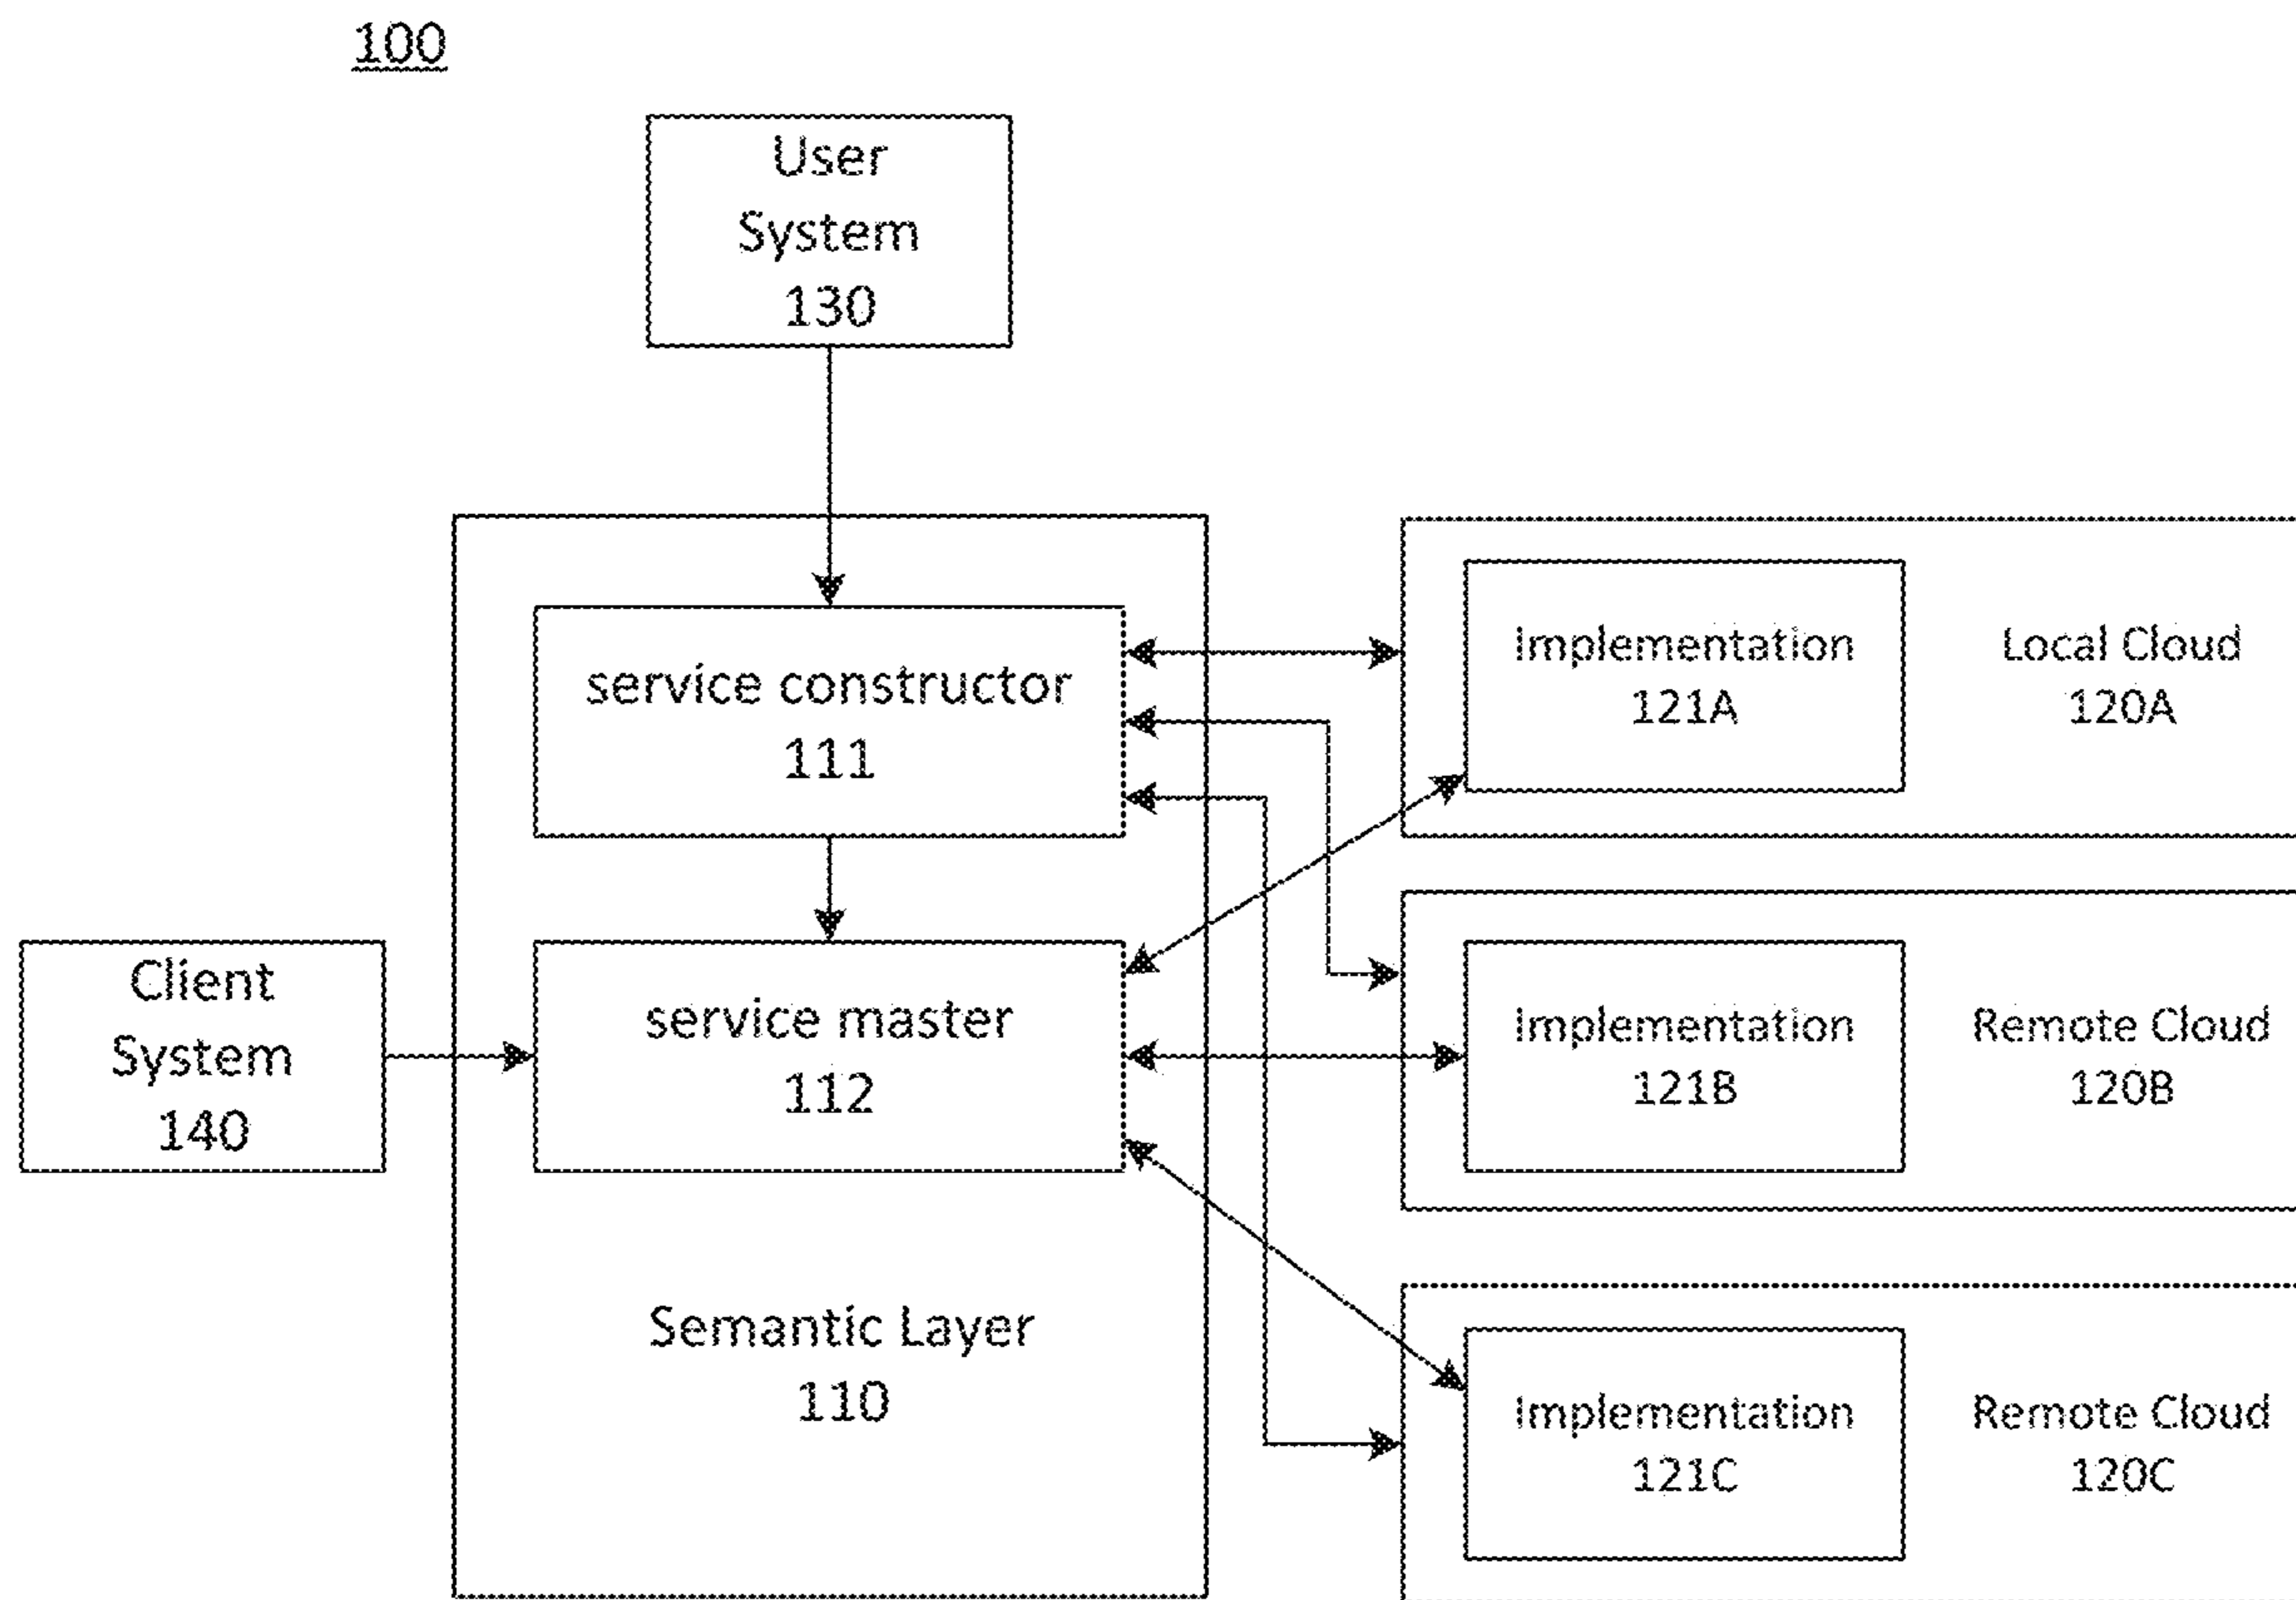 100
User
System
130
service constructor
111
Implementation
121A
Local Cloud
120A
Client
System
140
service master
112
Implementation
121B
Remote Cloud
120B
Semantic Layer
110
Implementation
121C
Remote Cloud
120C